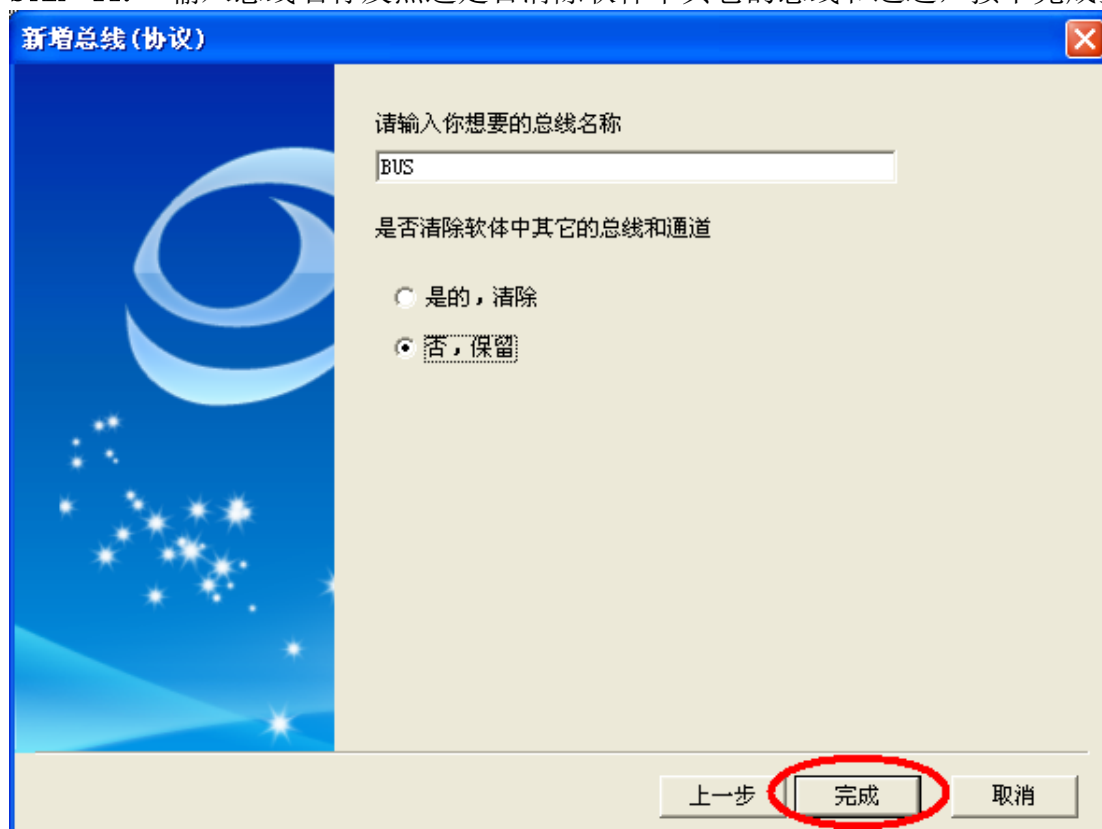 新增总线(协议)
请输入你想要的总线名称
BUS
是否清除软体中其它的总线和通道
是的，清除
否，保留
上一步 完成 取消